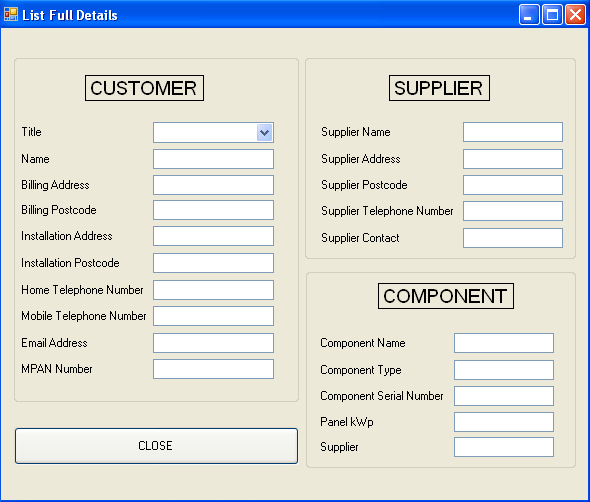 List Full Details
CUSTOMER
Title
Name
Billing Address
Billing Postcode
Installation Address
Installation Postcode
Home Telephone Number
Mobile Telephone Number
Email Address
MPAN Number
CLOSE
SUPPLIER
Supplier Name
Supplier Address
Supplier Postcode
Supplier Telephone Number
Supplier Contact
COMPONENT
Component Name
Component Type
Component Serial Number
Panel kWp
Supplier